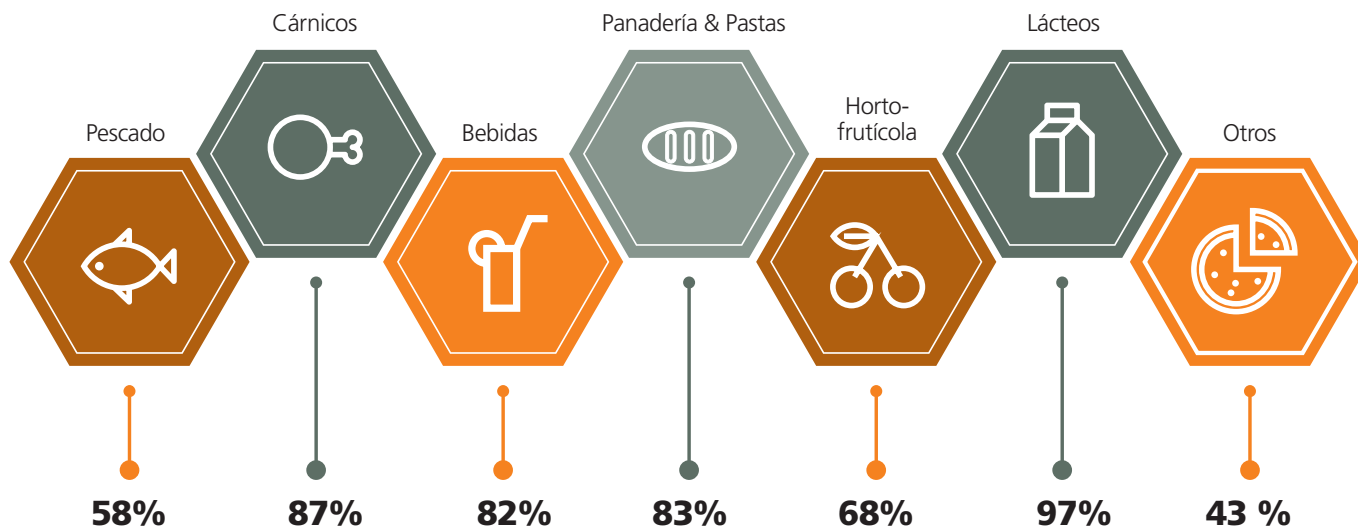 Pescado
Cárnicos
Bebidas
Panadería & Pastas
Horto-
frutícola
Lácteos
Otros
58%
87%
82%
83%
68%
97%
43 %